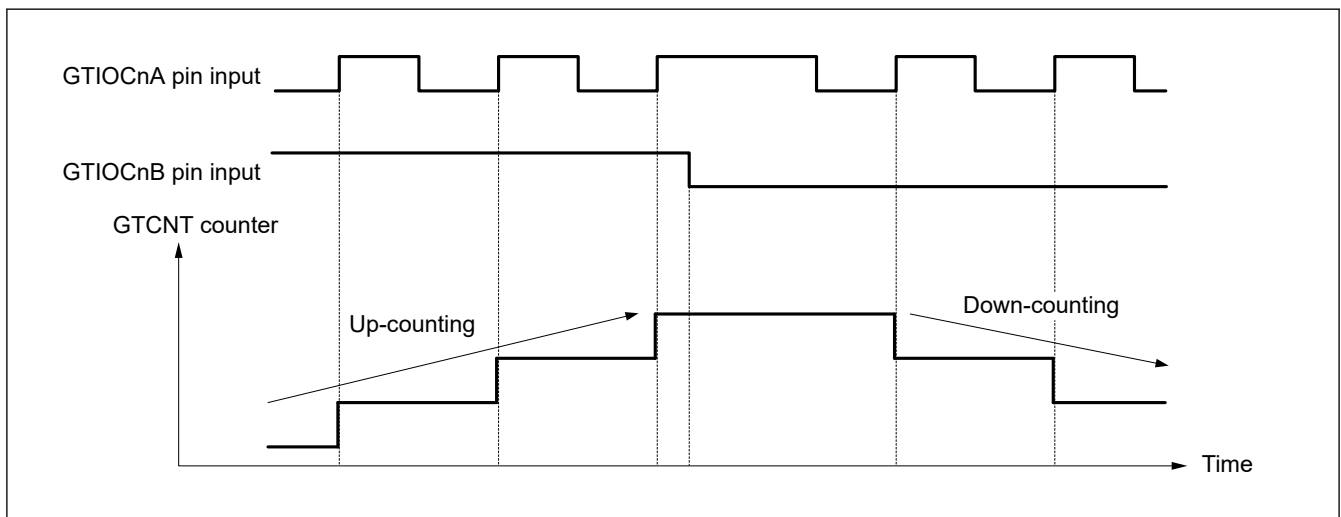 GTIOCnA pin input
GTIOCnB pin input
GTCNT counter
Up-counting
Down-counting
Time